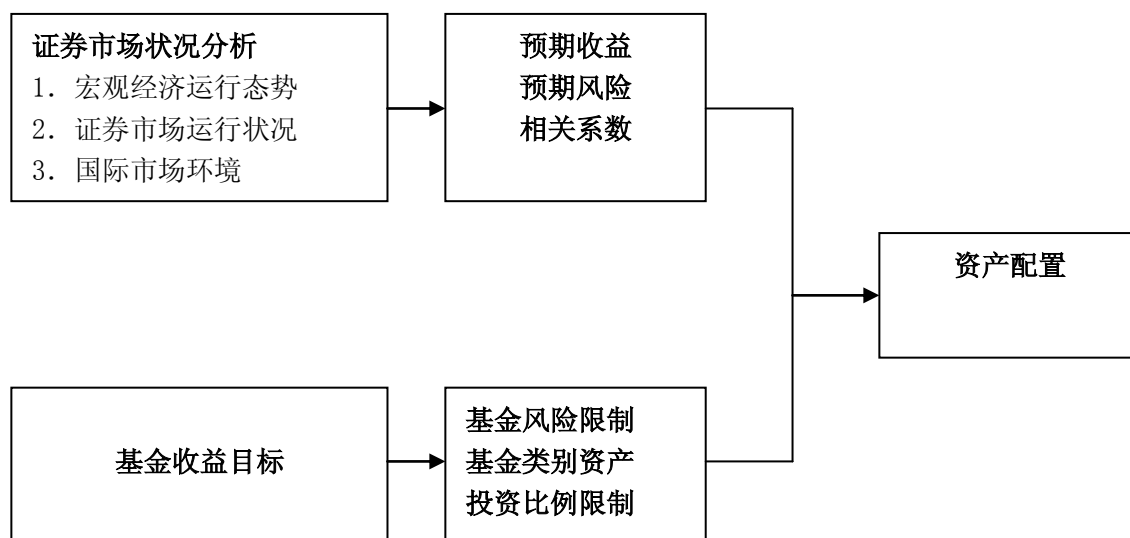 证券市场状况分析
1. 宏观经济运行态势
2. 证券市场运行状况
3. 国际市场环境
预期收益
预期风险
相关系数
资产配置
基金收益目标
基金风险限制
基金类别资产
投资比例限制